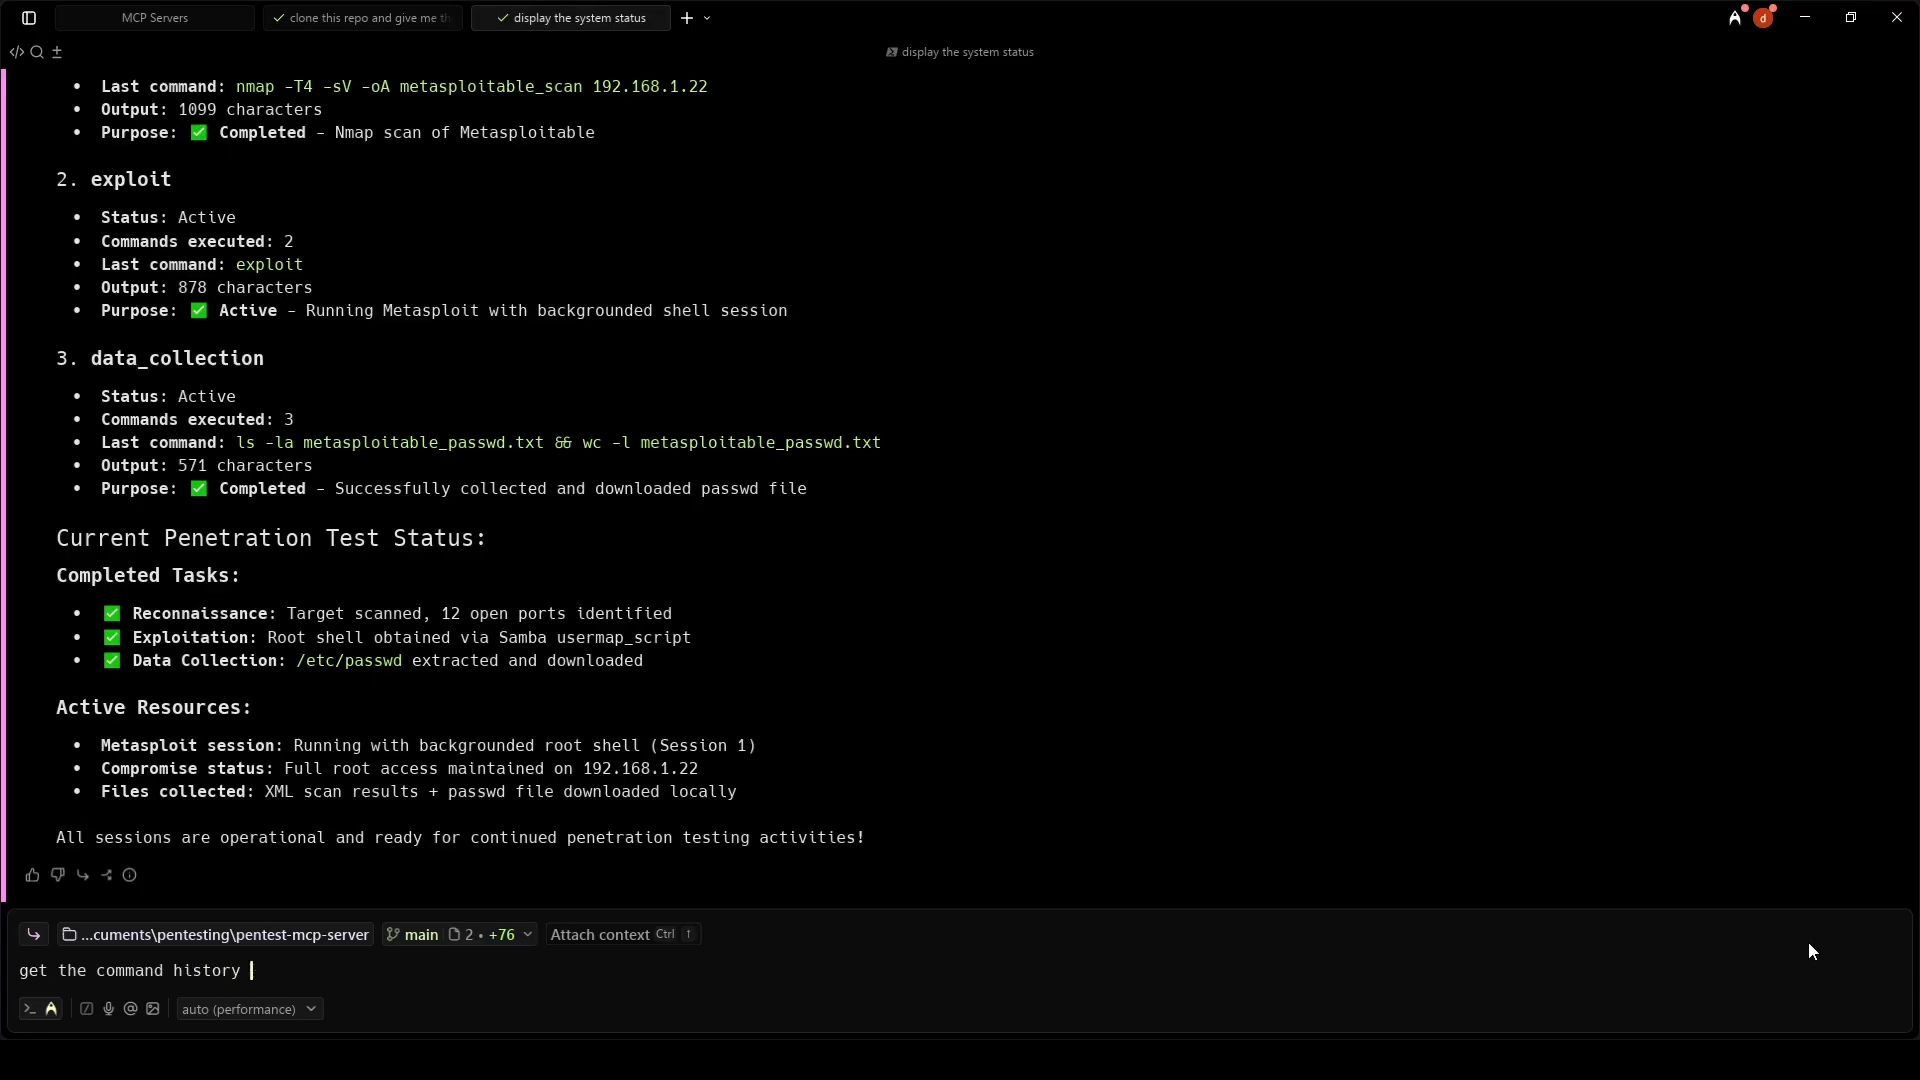 MCP Servers
clone this repo and give me th
display the system status
d
display the system status
• Last command: nmap -T4 -sV -oA metasploitable_scan 192.168.1.22
• Output: 1099 characters
• Purpose: ✅ Completed - Nmap scan of Metasploitable
2. exploit
• Status: Active
• Commands executed: 2
• Last command: exploit
• Output: 878 characters
• Purpose: ✅ Active - Running Metasploit with backgrounded shell session
3. data_collection
• Status: Active
• Commands executed: 3
• Last command: ls -la metasploitable_passwd.txt && wc -l metasploitable_passwd.txt
• Output: 571 characters
• Purpose: ✅ Completed - Successfully collected and downloaded passwd file
Current Penetration Test Status:
Completed Tasks:
• ✅ Reconnaissance: Target scanned, 12 open ports identified
• ✅ Exploitation: Root shell obtained via Samba usermap_script
• ✅ Data Collection: /etc/passwd extracted and downloaded
Active Resources:
• Metasploit session: Running with backgrounded root shell (Session 1)
• Compromise status: Full root access maintained on 192.168.1.22
• Files collected: XML scan results + passwd file downloaded locally
All sessions are operational and ready for continued penetration testing activities!
...cuments\pentesting\pentest-mcp-server main 2 • +76 Attach context Ctrl ↑
get the command history
auto (performance)